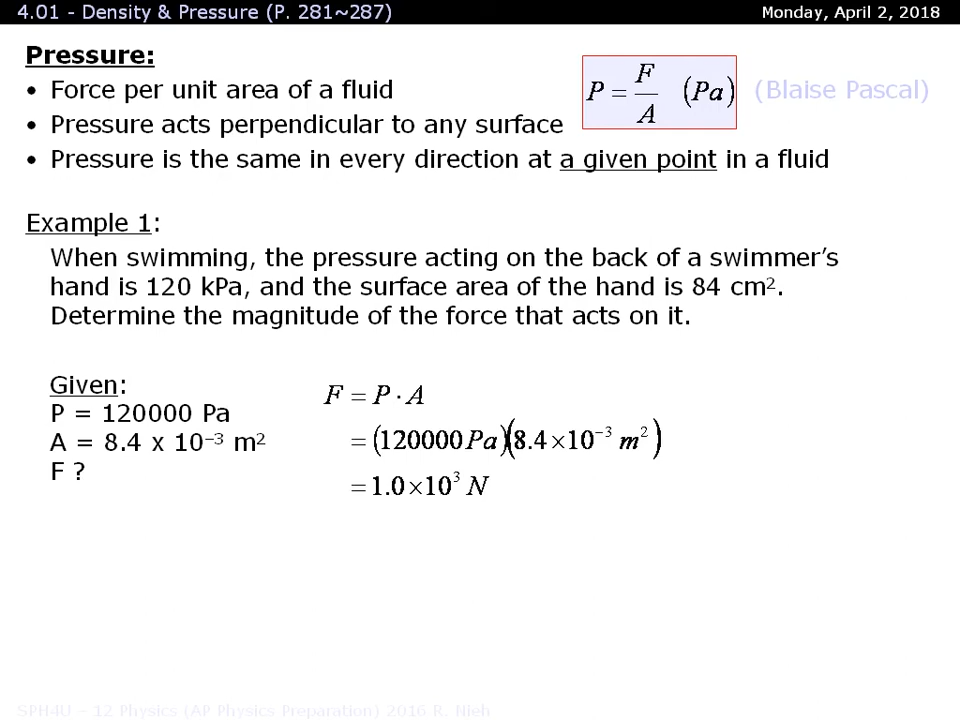 4.01 - Density & Pressure (P. 281~287) Monday, April 2, 2018
Pressure:
• Force per unit area of a fluid
P = F/A (Pa) (Blaise Pascal)
• Pressure acts perpendicular to any surface
• Pressure is the same in every direction at a given point in a fluid
Example 1:
When swimming, the pressure acting on the back of a swimmer’s
hand is 120 kPa, and the surface area of the hand is 84 cm².
Determine the magnitude of the force that acts on it.
Given:
P = 120000 Pa
A = 8.4 x 10⁻³ m²
F ?
F = P · A
= (120000 Pa)(8.4 × 10⁻³ m²)
= 1.0 × 10³ N
SPH4U - 12 Physics (AP Physics Preparation) 2016 R. Nieh